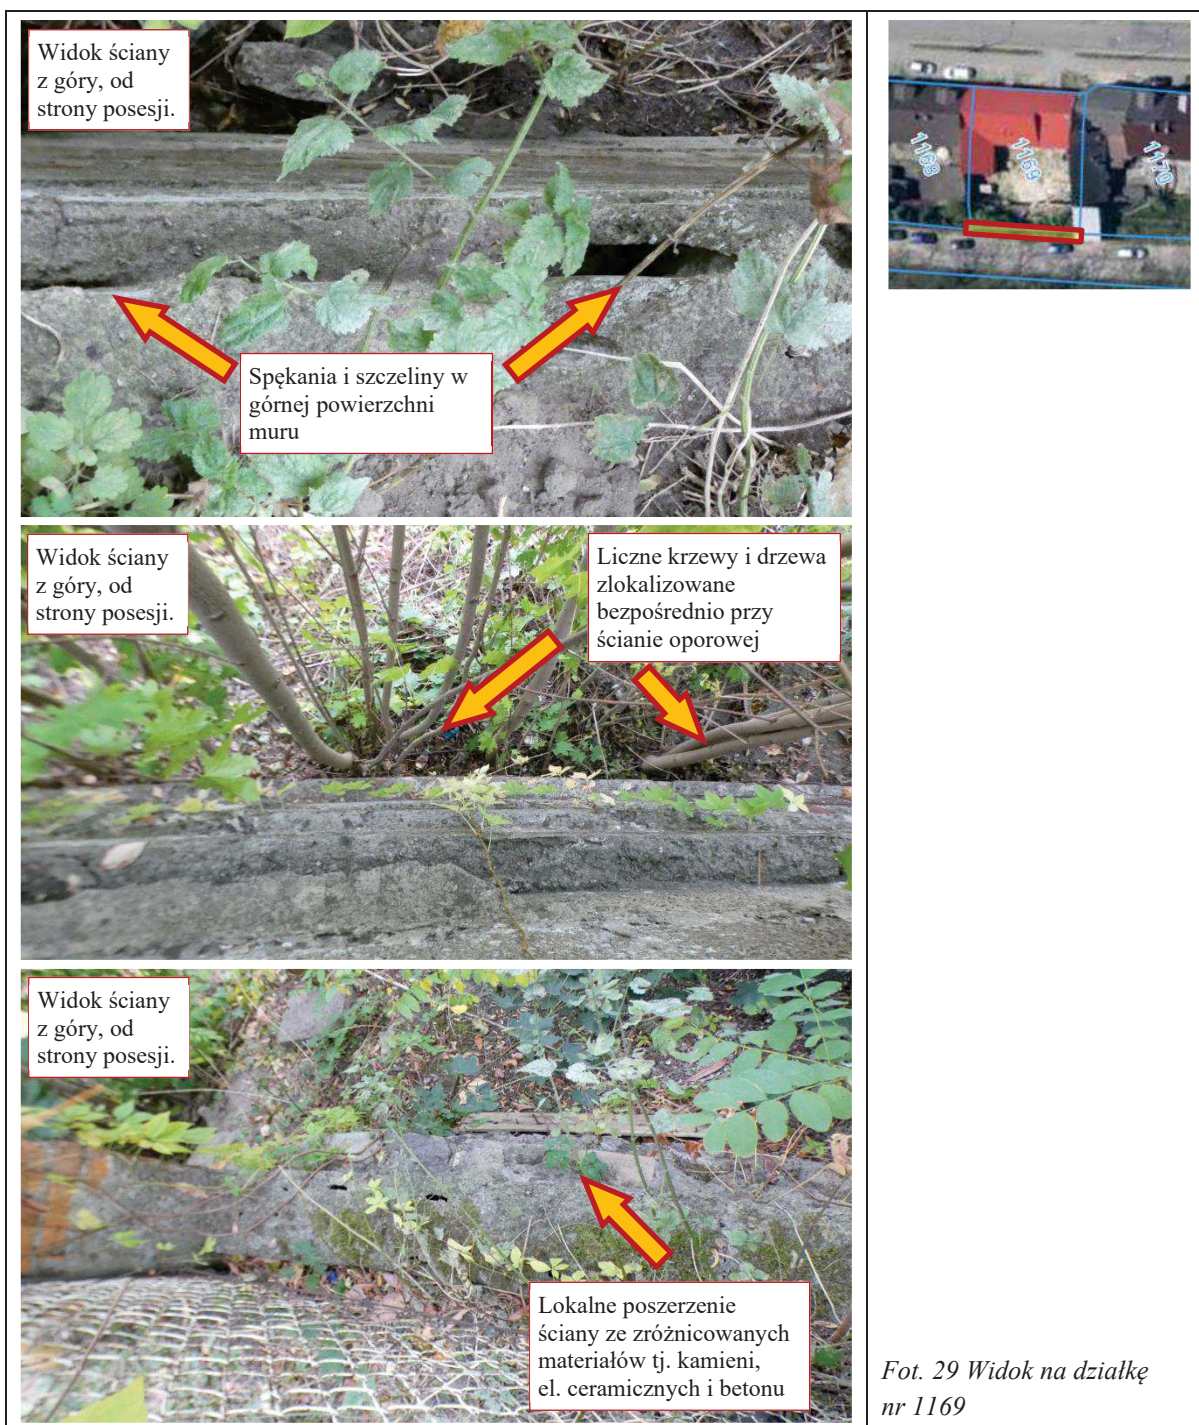 Widok ściany
z góry, od
strony posesji.
Spękania i szczeliny w
górnej powierzchni
muru
Widok ściany
z góry, od
strony posesji.
Liczne krzewy i drzewa
zlokalizowane
bezpośrednio przy
ścianie oporowej
Widok ściany
z góry, od
strony posesji.
Lokalne poszerzenie
ściany ze zróżnicowanych
materiałów tj. kamieni,
el. ceramicznych i betonu
1168
1169
1170
Fot. 29 Widok na działkę
nr 1169